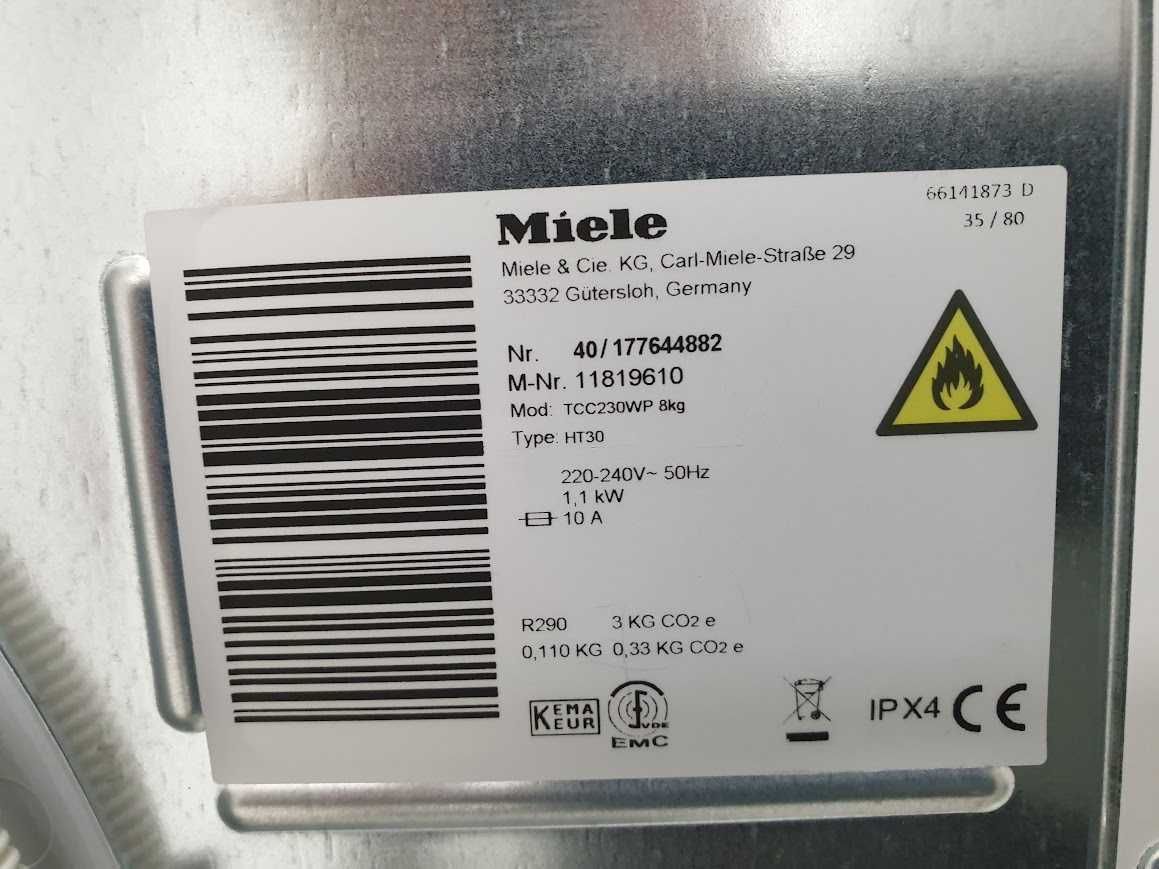 66141873 D
35 / 80
Miele
Miele & Cie. KG, Carl-Miele-Straße 29
33332 Gütersloh, Germany
Nr. 40/177644882
M-Nr. 11819610
Mod: TCC230WP 8kg
Type: HT30
220-240V~ 50Hz
1,1 kW
10 A
R290 3 KG CO2 e
0,110 KG 0,33 KG CO2 e
KEMA
KEUR
VDE
EMC
IPX4 CE